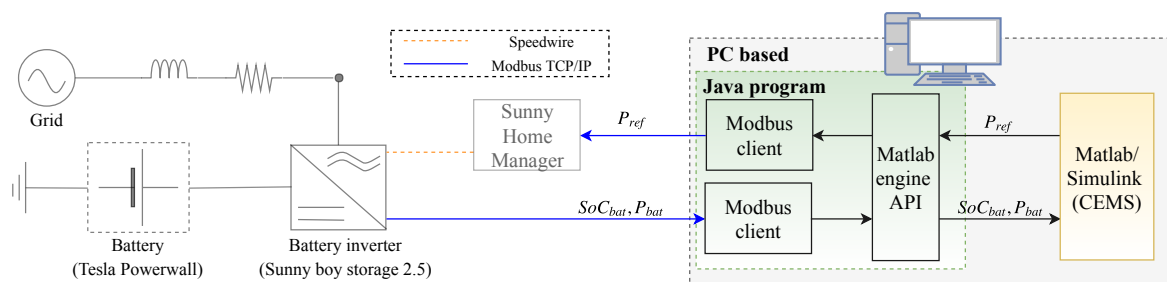 Speedwire
Modbus TCP/IP
PC based
Java program
Grid
Sunny
Home
Manager
P_ref
Modbus
client
Matlab
engine
API
P_ref
Matlab/
Simulink
(CEMS)
SoC_bat, P_bat
Modbus
client
SoC_bat, P_bat
Battery
(Tesla Powerwall)
Battery inverter
(Sunny boy storage 2.5)